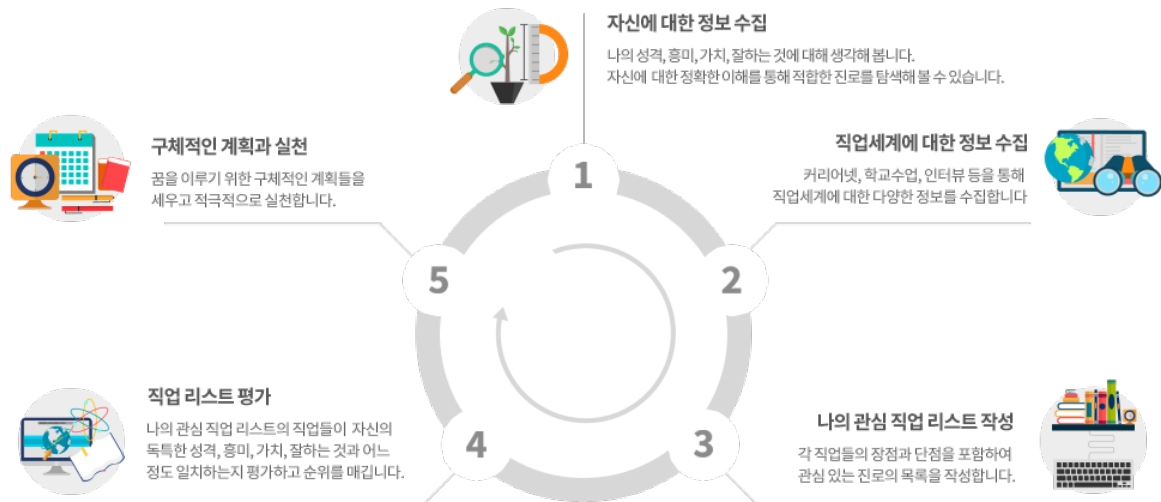 자신에 대한 정보 수집
나의 성격, 흥미, 가치, 잘하는 것에 대해 생각해 봅니다.
자신에 대한 정확한 이해를 통해 적합한 진로를 탐색해 볼 수 있습니다.
1
직업세계에 대한 정보 수집
커리어넷, 학교수업, 인터뷰 등을 통해
직업세계에 대한 다양한 정보를 수집합니다
2
나의 관심 직업 리스트 작성
각 직업들의 장점과 단점을 포함하여
관심 있는 진로의 목록을 작성합니다.
3
직업 리스트 평가
나의 관심 직업 리스트의 직업들이 자신의
독특한 성격, 흥미, 가치, 잘하는 것과 어느
정도 일치하는지 평가하고 순위를 매깁니다.
4
구체적인 계획과 실천
꿈을 이루기 위한 구체적인 계획들을
세우고 적극적으로 실천합니다.
5